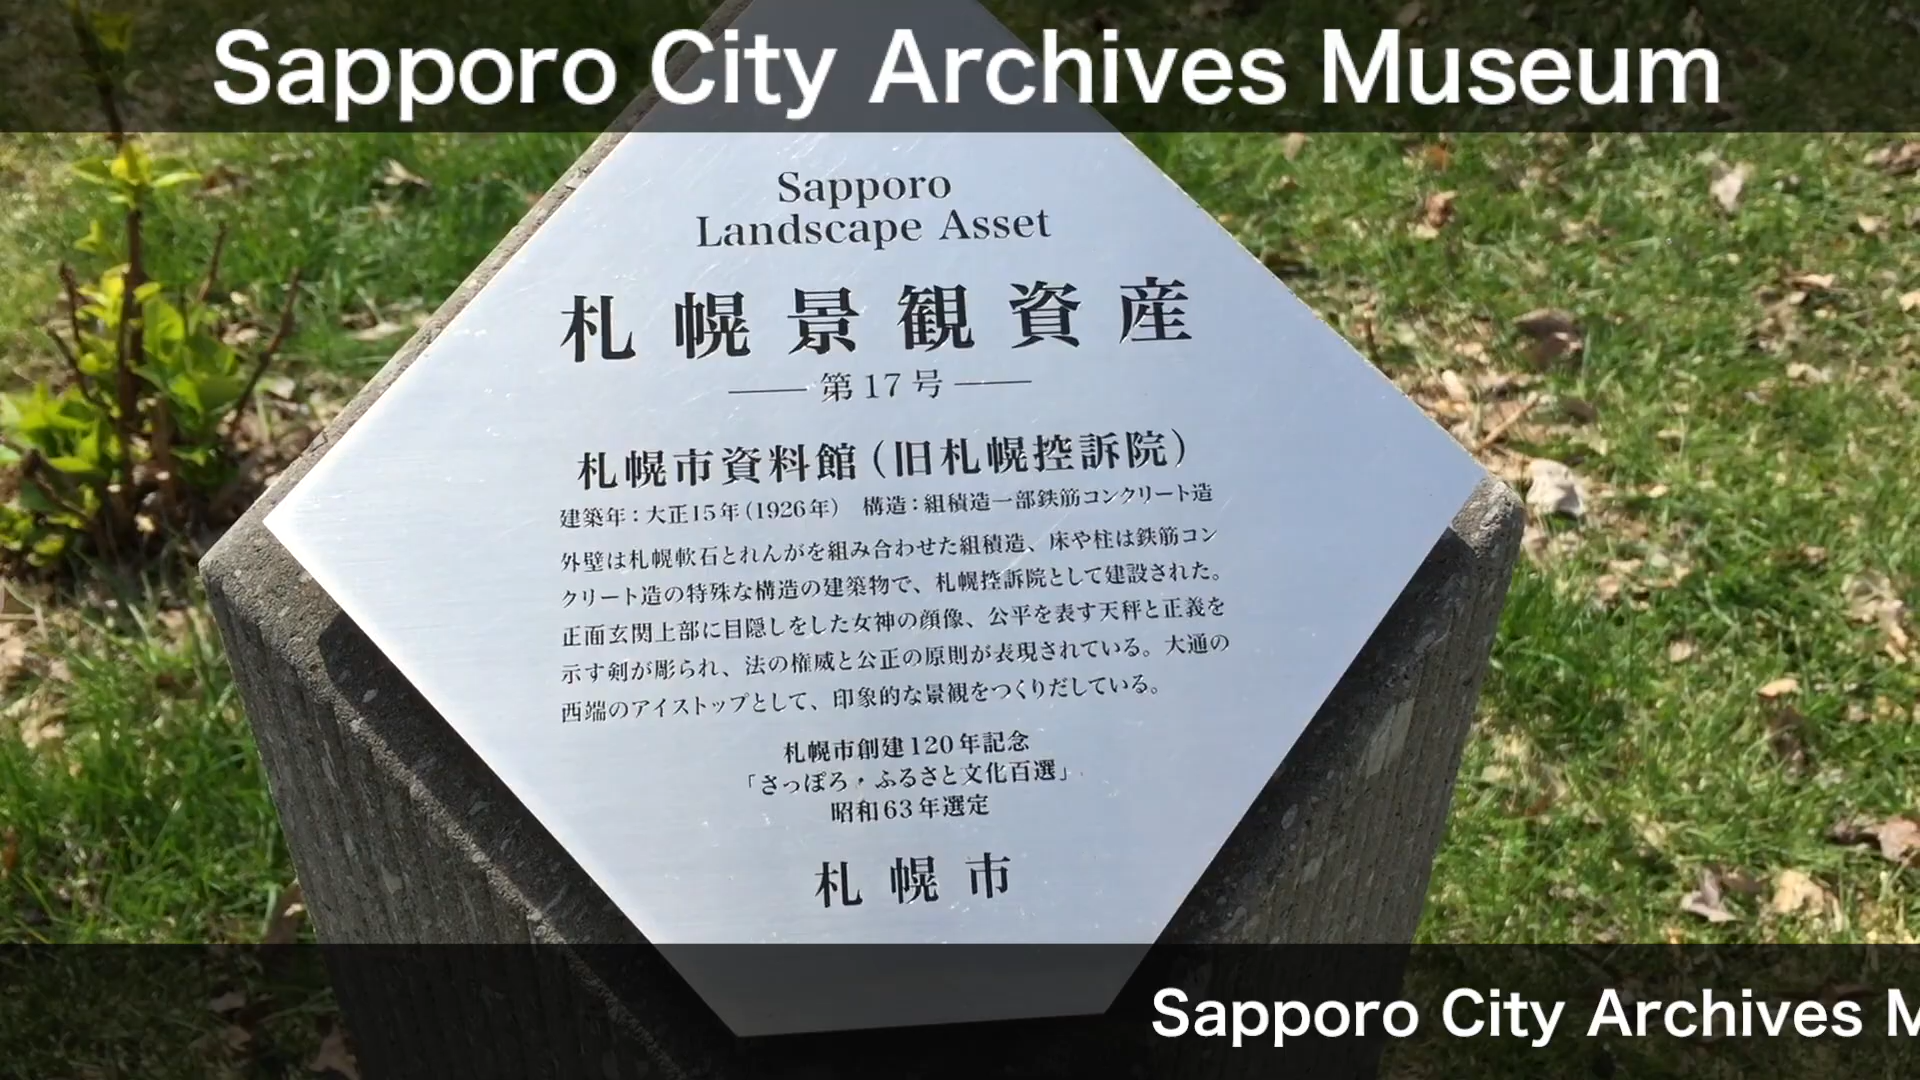 Sapporo City Archives Museum
Sapporo
Landscape Asset
札幌景観資産
第17号
札幌市資料館(旧札幌控訴院)
建築年:大正15年(1926年) 構造:組積造一部鉄筋コンクリート造
外壁は札幌軟石とれんがを組み合わせた組積造、床や柱は鉄筋コン
クリート造の特殊な構造の建築物で、札幌控訴院として建設された。
正面玄関上部に目隠しをした女神の顔像、公平を表す天秤と正義を
示す剣が彫られ、法の権威と公正の原則が表現されている。大通の
西端のアイストップとして、印象的な景観をつくりだしている。
札幌市創建120年記念
「さっぽろ・ふるさと文化百選」
昭和63年選定
札幌市
Sapporo City Archives M